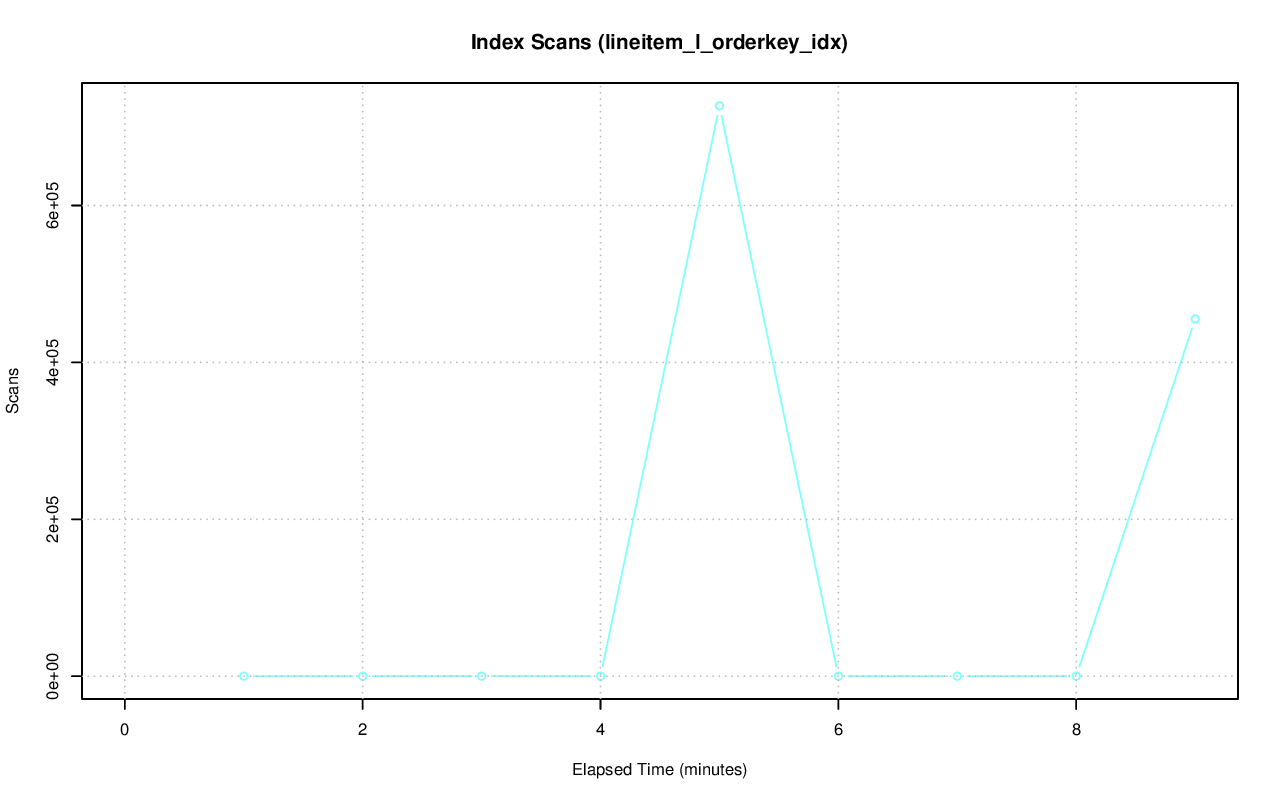 Index Scans (lineitem_l_orderkey_idx)
Scans
6e+05
4e+05
2e+05
0e+00
0 2 4 6 8
Elapsed Time (minutes)